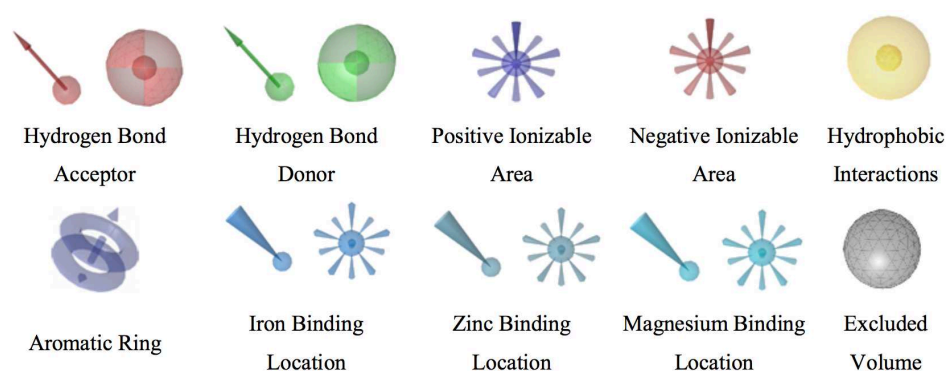 Hydrogen Bond
Acceptor
Hydrogen Bond
Donor
Positive Ionizable
Area
Negative Ionizable
Area
Hydrophobic
Interactions
Aromatic Ring
Iron Binding
Location
Zinc Binding
Location
Magnesium Binding
Location
Excluded
Volume